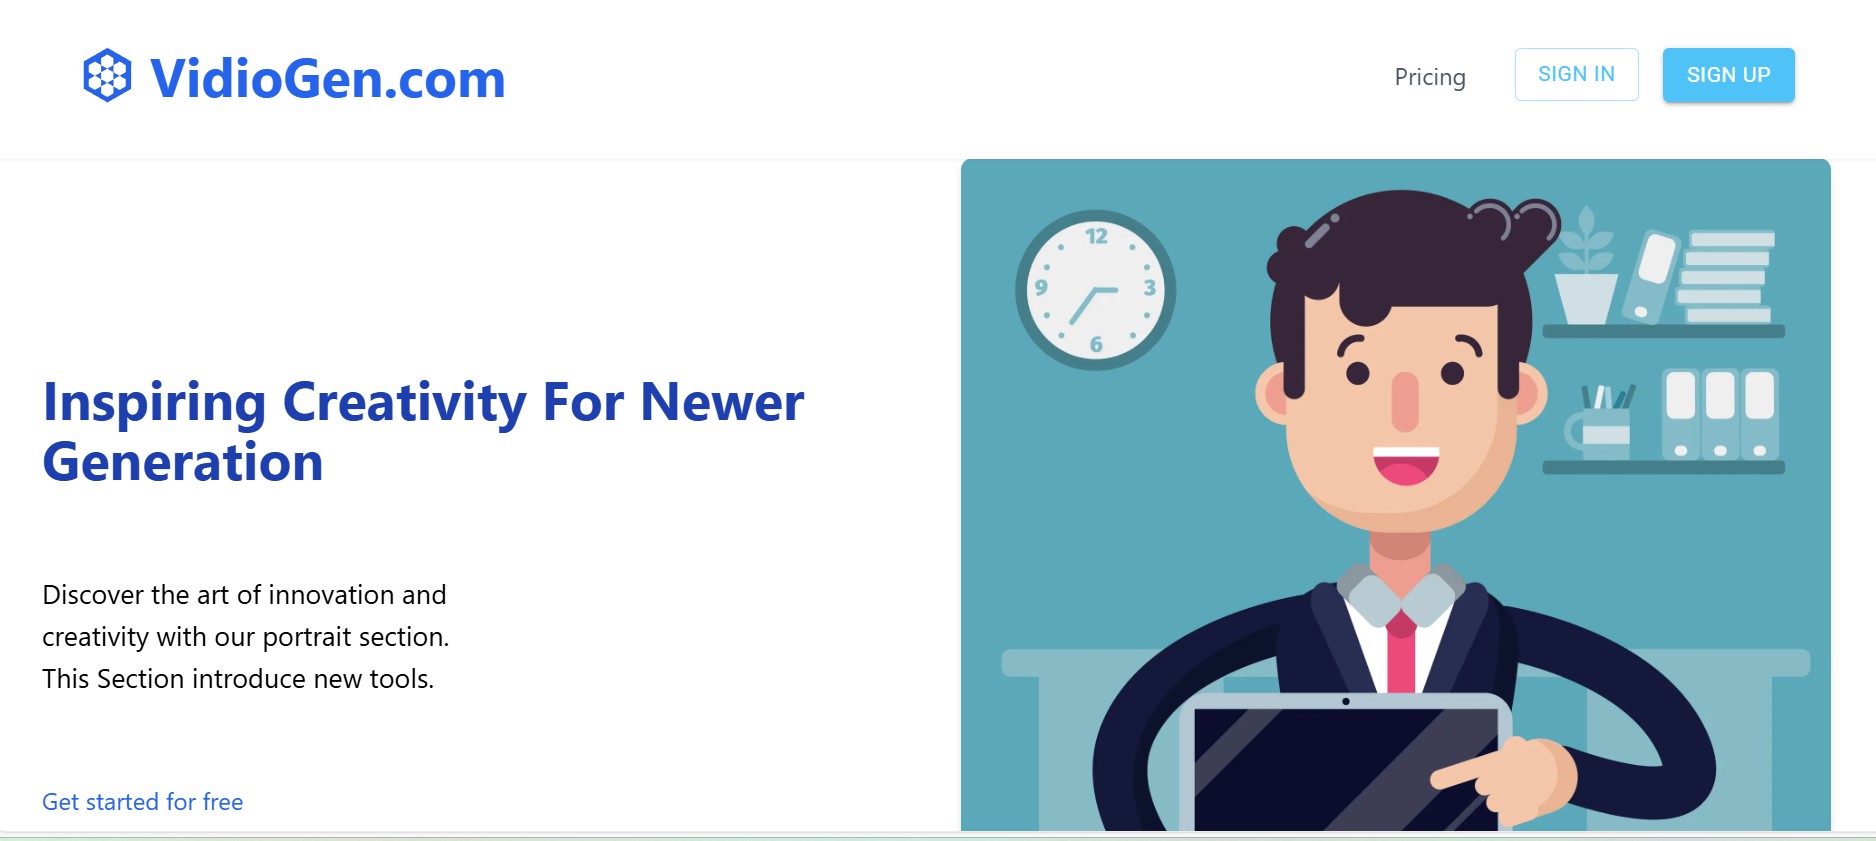 VidioGen.com
Pricing
SIGN IN
SIGN UP
Inspiring Creativity For Newer
Generation
Discover the art of innovation and
creativity with our portrait section.
This Section introduce new tools.
Get started for free
12
9
3
6